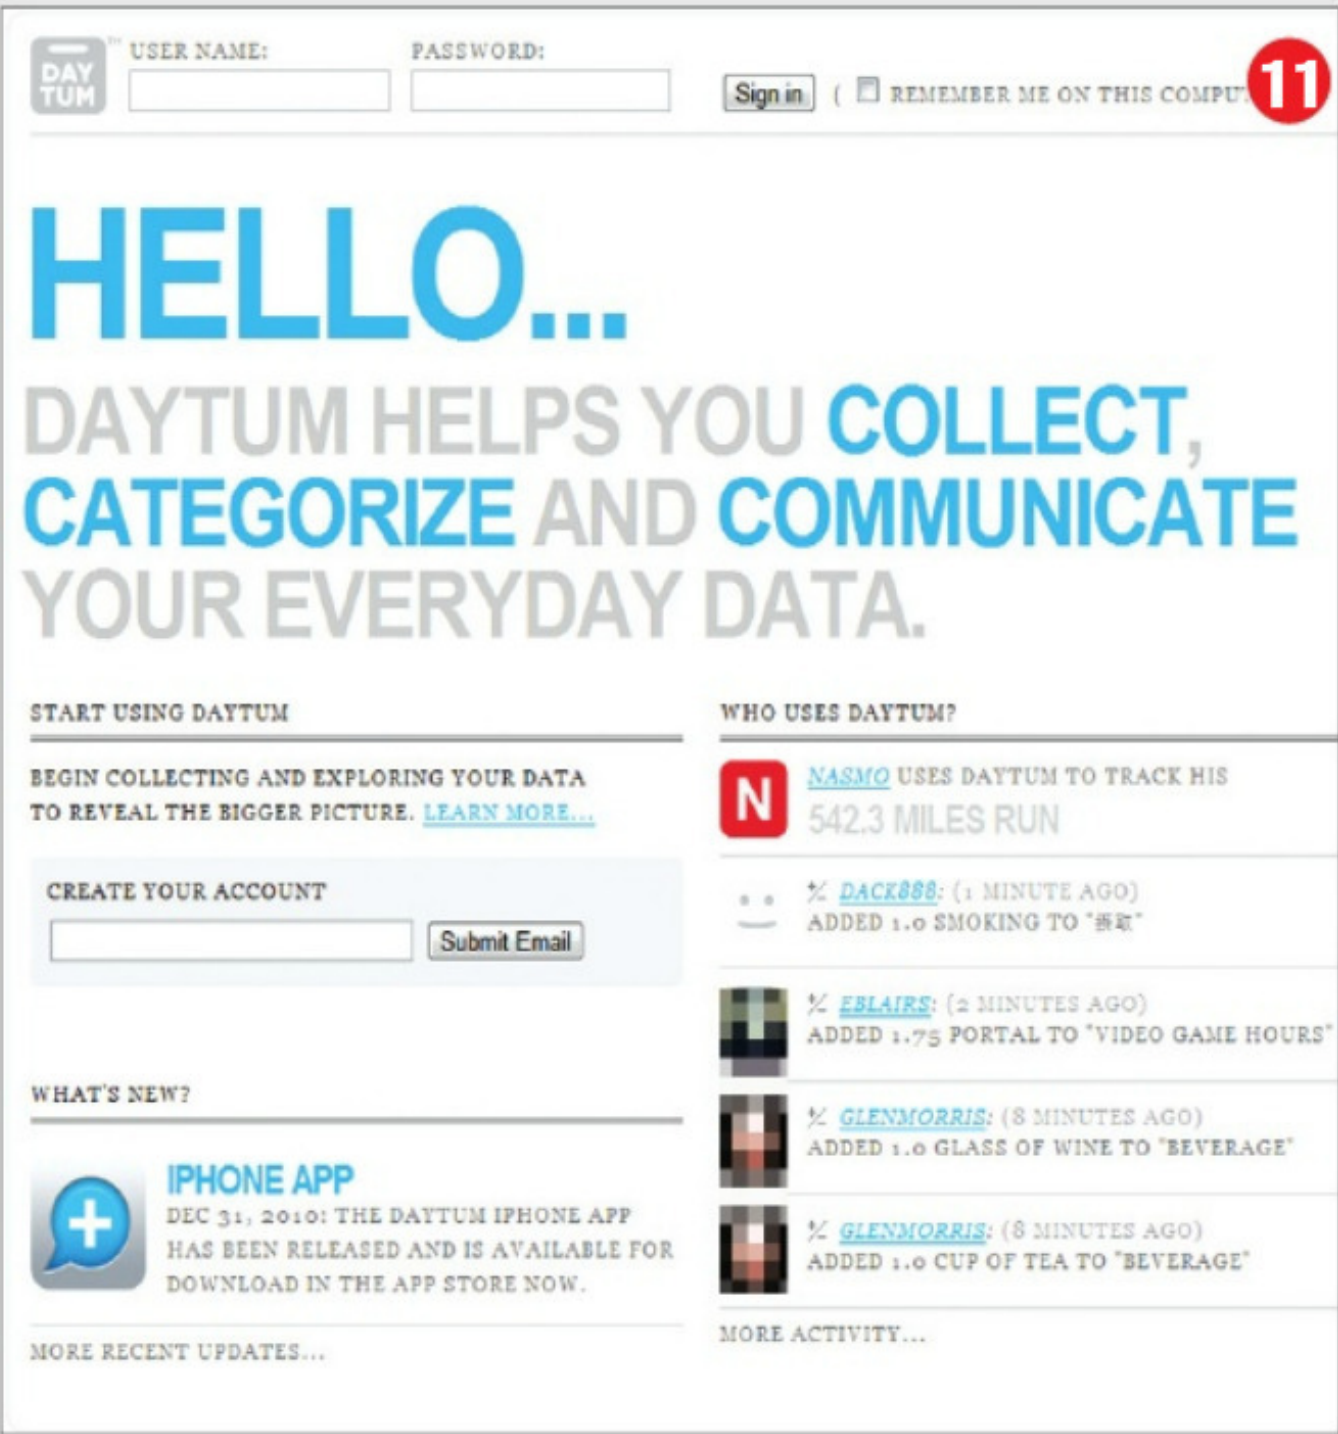 DAY
TUM
TM
USER NAME:
PASSWORD:
Sign in ( REMEMBER ME ON THIS
11
HELLO...
DAYTUM HELPS YOU COLLECT,
CATEGORIZE AND COMMUNICATE
YOUR EVERYDAY DATA.
START USING DAYTUM
BEGIN COLLECTING AND EXPLORING YOUR DATA
TO REVEAL THE BIGGER PICTURE. LEARN MORE...
CREATE YOUR ACCOUNT
Submit Email
WHAT'S NEW?
IPHONE APP
DEC 31, 2010: THE DAYTUM IPHONE APP
HAS BEEN RELEASED AND IS AVAILABLE FOR
DOWNLOAD IN THE APP STORE NOW.
MORE RECENT UPDATES...
WHO USES DAYTUM?
N
NASMO USES DAYTUM TO TRACK HIS
542.3 MILES RUN
DACK888: (1 MINUTE AGO)
ADDED 1.0 SMOKING TO "摂取"
EBLAIRS: (2 MINUTES AGO)
ADDED 1.75 PORTAL TO "VIDEO GAME HOURS"
GLENMORRIS: (8 MINUTES AGO)
ADDED 1.0 GLASS OF WINE TO "BEVERAGE"
GLENMORRIS: (8 MINUTES AGO)
ADDED 1.0 CUP OF TEA TO "BEVERAGE"
MORE ACTIVITY...